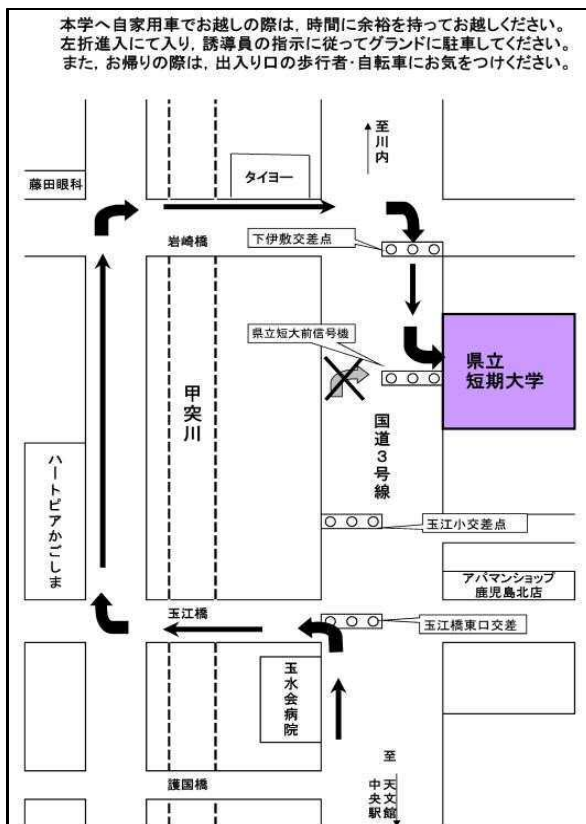 本学へ自家用車でお越しの際は，時間に余裕を持ってお越しください。
左折進入にて入り，誘導員の指示に従ってグランドに駐車してください。
また，お帰りの際は，出入り口の歩行者・自転車にお気をつけください。
至川内
タイヨー
藤田眼科
岩崎橋
下伊敷交差点
県立短大前信号機
県立
短期大学
甲突川
国道３号線
ハートピアかごしま
玉江小交差点
アパマンショップ
鹿児島北店
玉江橋
玉江橋東口交差
玉水会病院
護国橋
至
天文館
中央駅